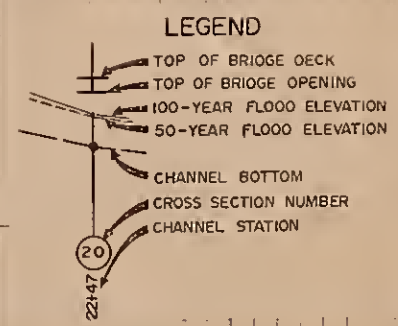 LEGEND
TOP OF BRIDGE DECK
TOP OF BRIDGE OPENING
100-YEAR FLOOD ELEVATION
50-YEAR FLOOD ELEVATION
CHANNEL BOTTOM
CROSS SECTION NUMBER
CHANNEL STATION
20
22+47